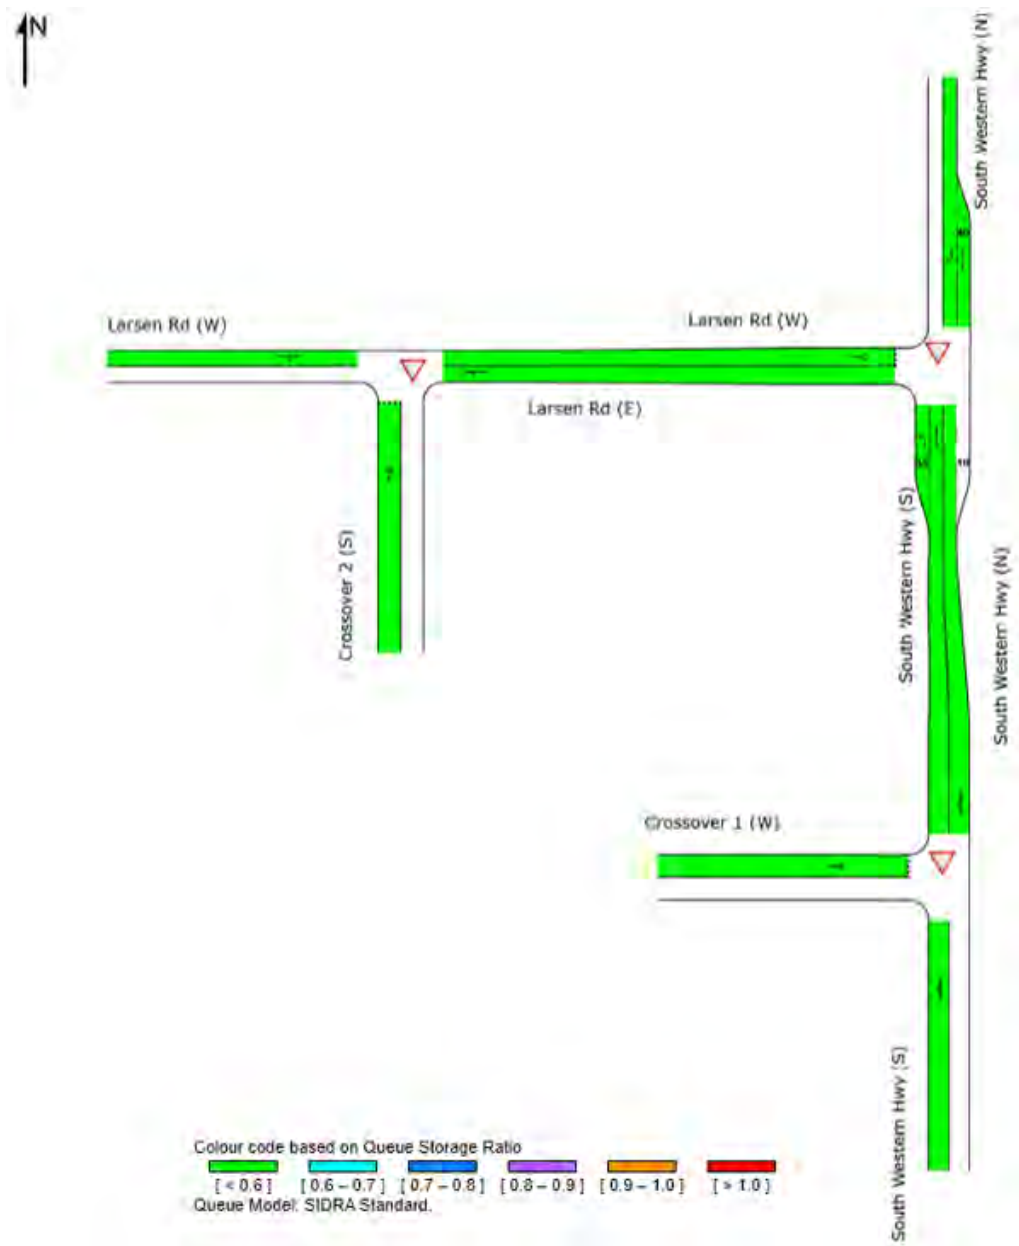 N
South Western Hwy (N)
Larsen Rd (W)
Larsen Rd (W)
Larsen Rd (E)
Crossover 2 (S)
South Western Hwy (S)
South Western Hwy (N)
Crossover 1 (W)
South Western Hwy (S)
Colour code based on Queue Storage Ratio
[ < 0.6 ] [ 0.6 – 0.7 ] [ 0.7 – 0.8 ] [ 0.8 – 0.9 ] [ 0.9 – 1.0 ] [ > 1.0 ]
Queue Model: SIDRA Standard.